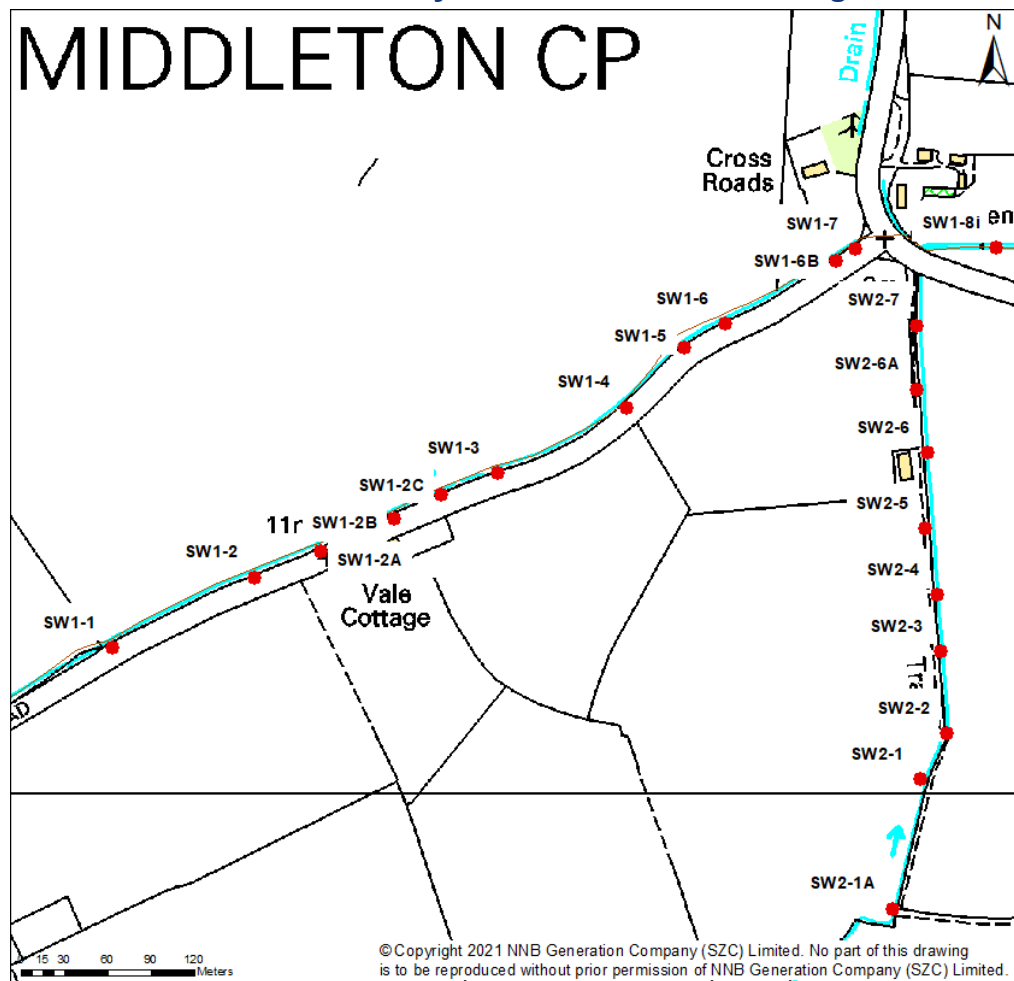 MIDDLETON CP
N
Drain
Cross
Roads
SW1-7
SW1-8i
SW1-6B
SW1-6
SW2-7
SW1-5
SW2-6A
SW1-4
SW2-6
SW1-3
SW1-2C
SW2-5
SW1-2B
SW1-2
SW1-2A
SW2-4
Vale
Cottage
SW1-1
SW2-3
SW2-2
SW2-1
SW2-1A
15 30 60 90 120
Meters
© Copyright 2021 NNB Generation Company (SZC) Limited. No part of this drawing
is to be reproduced without prior permission of NNB Generation Company (SZC) Limited.